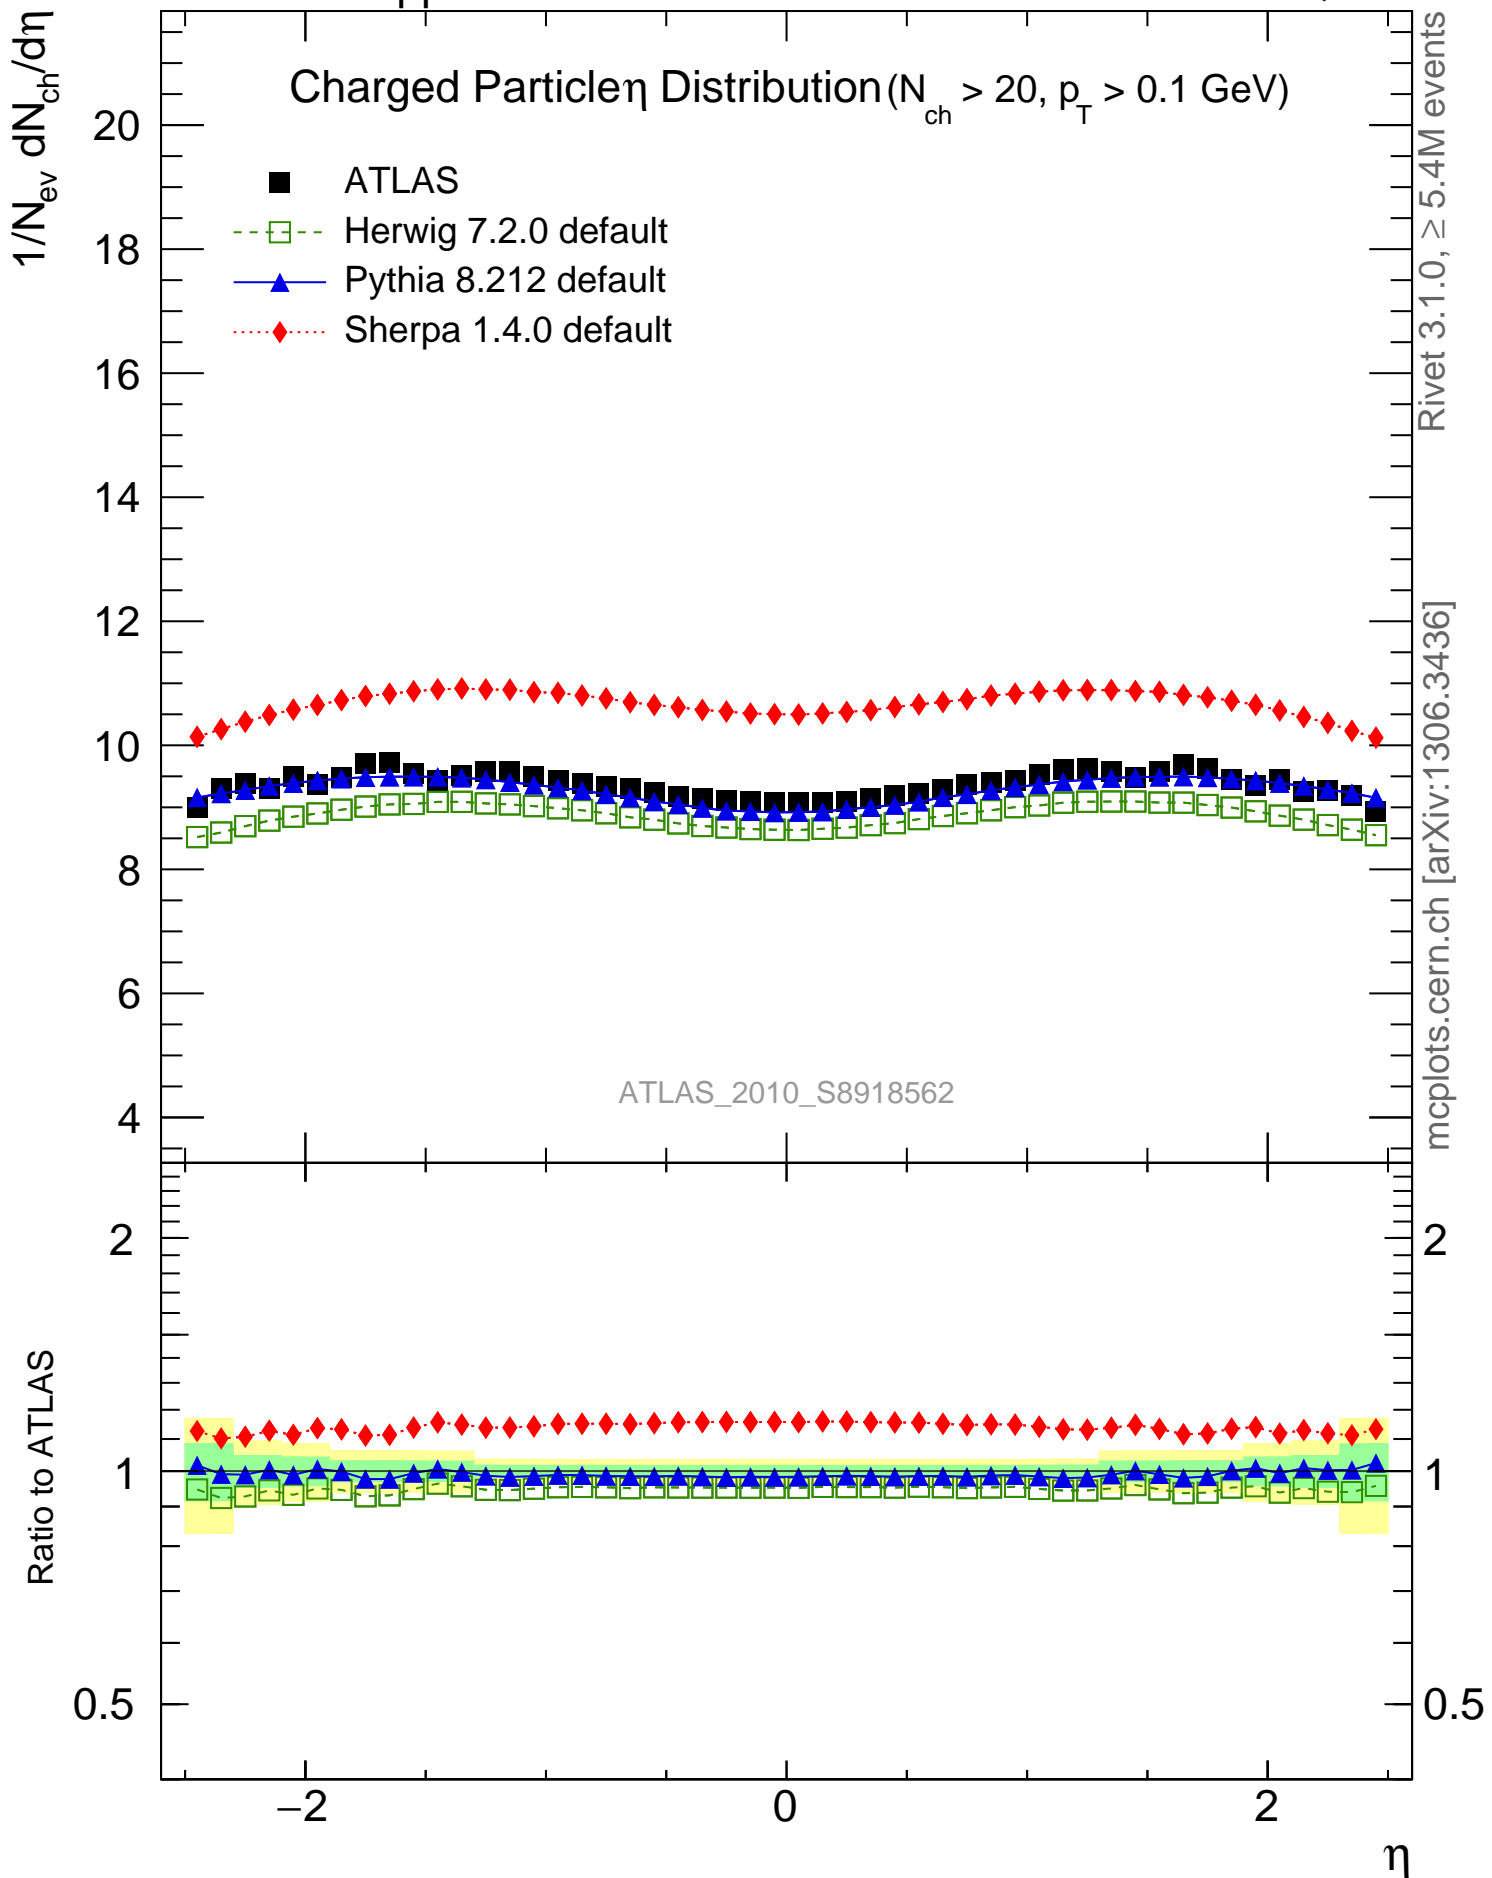 pp
Charged Particle η Distribution (N_ch > 20, p_T > 0.1 GeV)
1/N_ev dN_ch/dη
ATLAS
Herwig 7.2.0 default
Pythia 8.212 default
Sherpa 1.4.0 default
20
18
16
14
12
10
8
6
4
ATLAS_2010_S8918562
Rivet 3.1.0, ≥ 5.4M events
mcplots.cern.ch [arXiv:1306.3436]
Ratio to ATLAS
2
1
0.5
2
1
0.5
−2
0
2
η